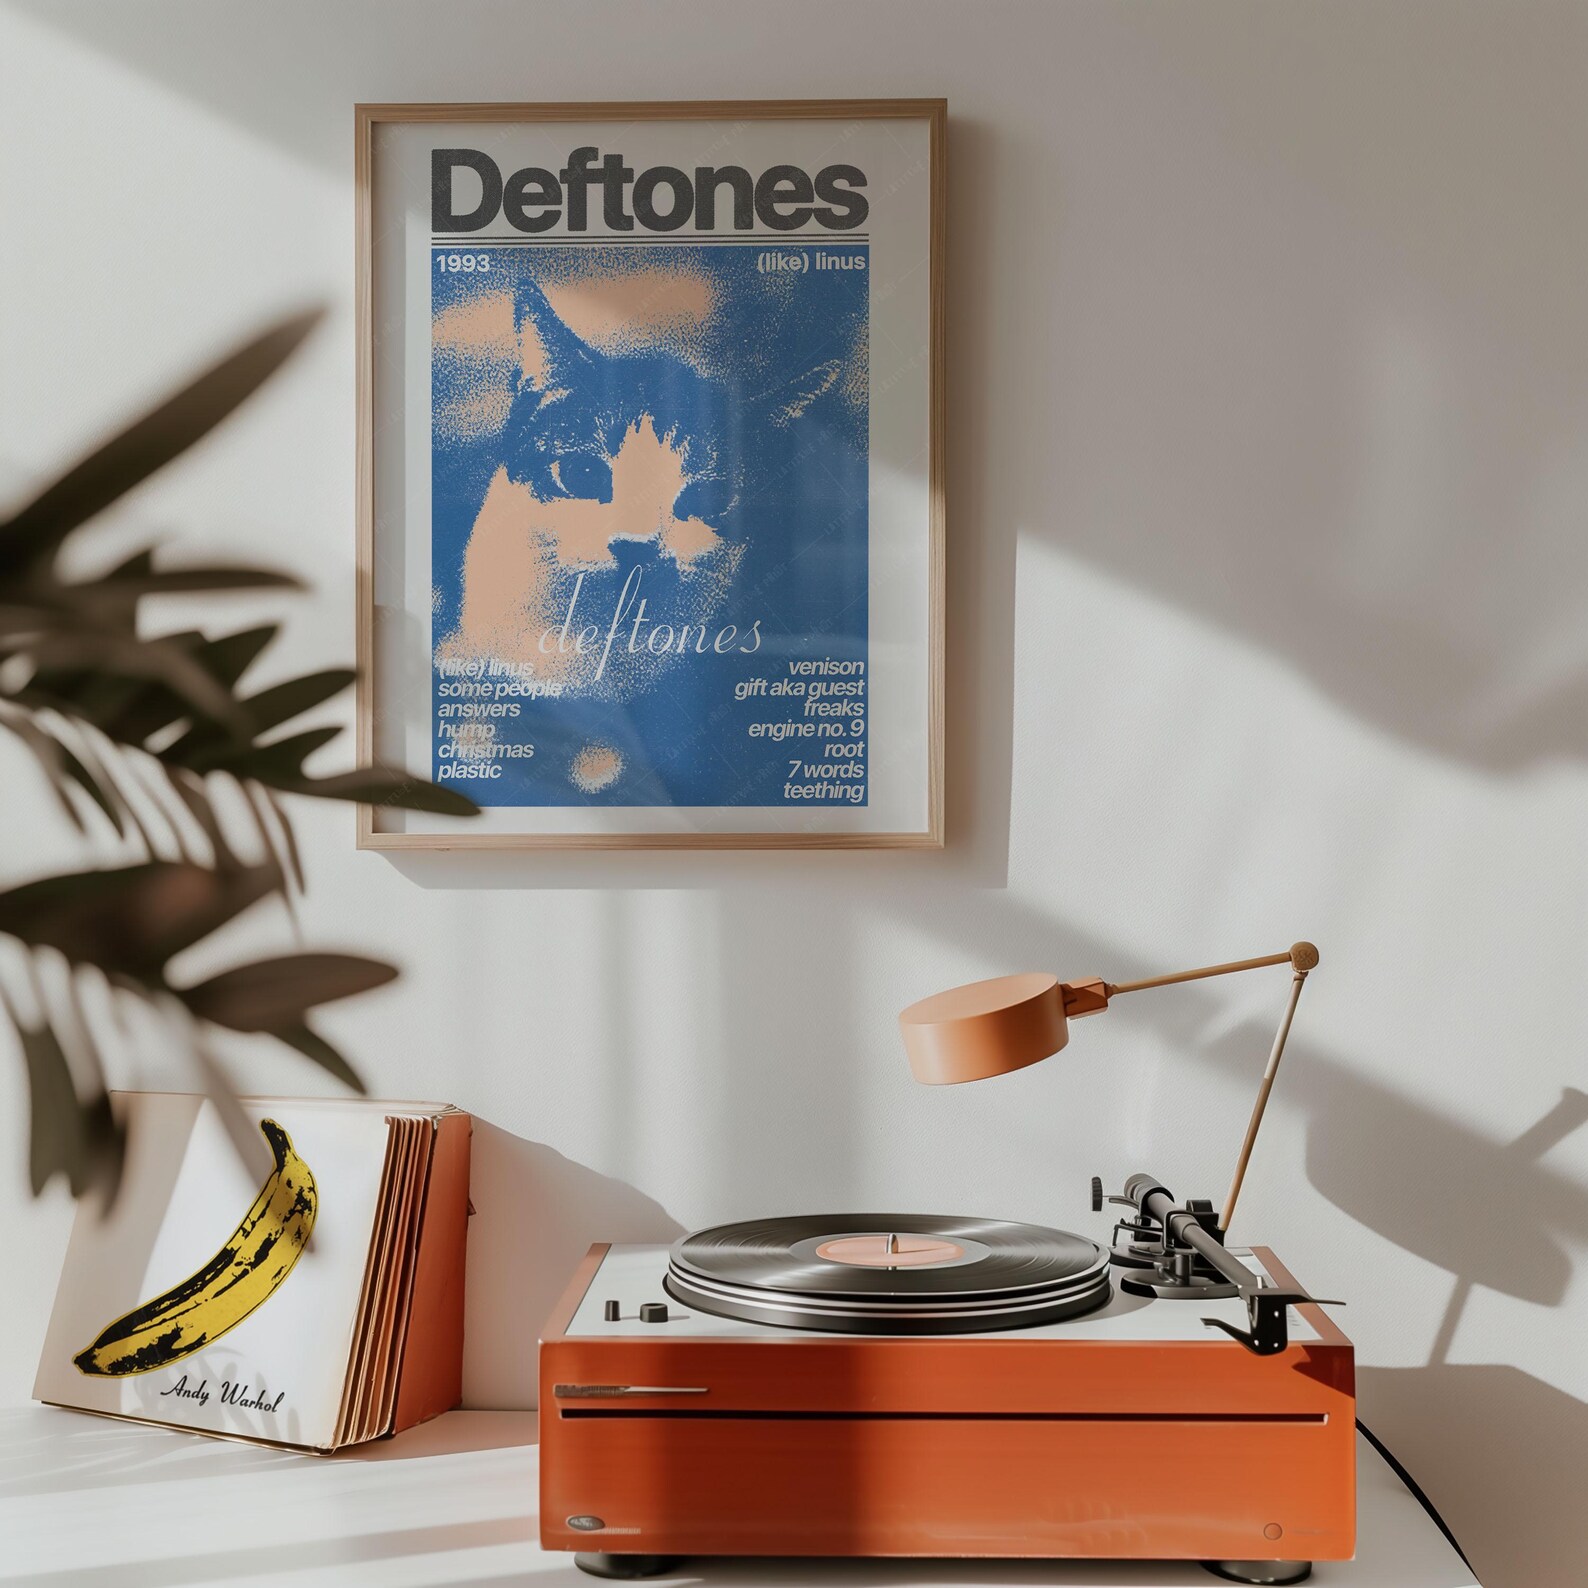 Deftones
1993
(like) linus
deftones
(like) linus
some people
answers
hump
christmas
plastic
venison
gift aka guest
freaks
engine no. 9
root
7 words
teething
Andy Warhol